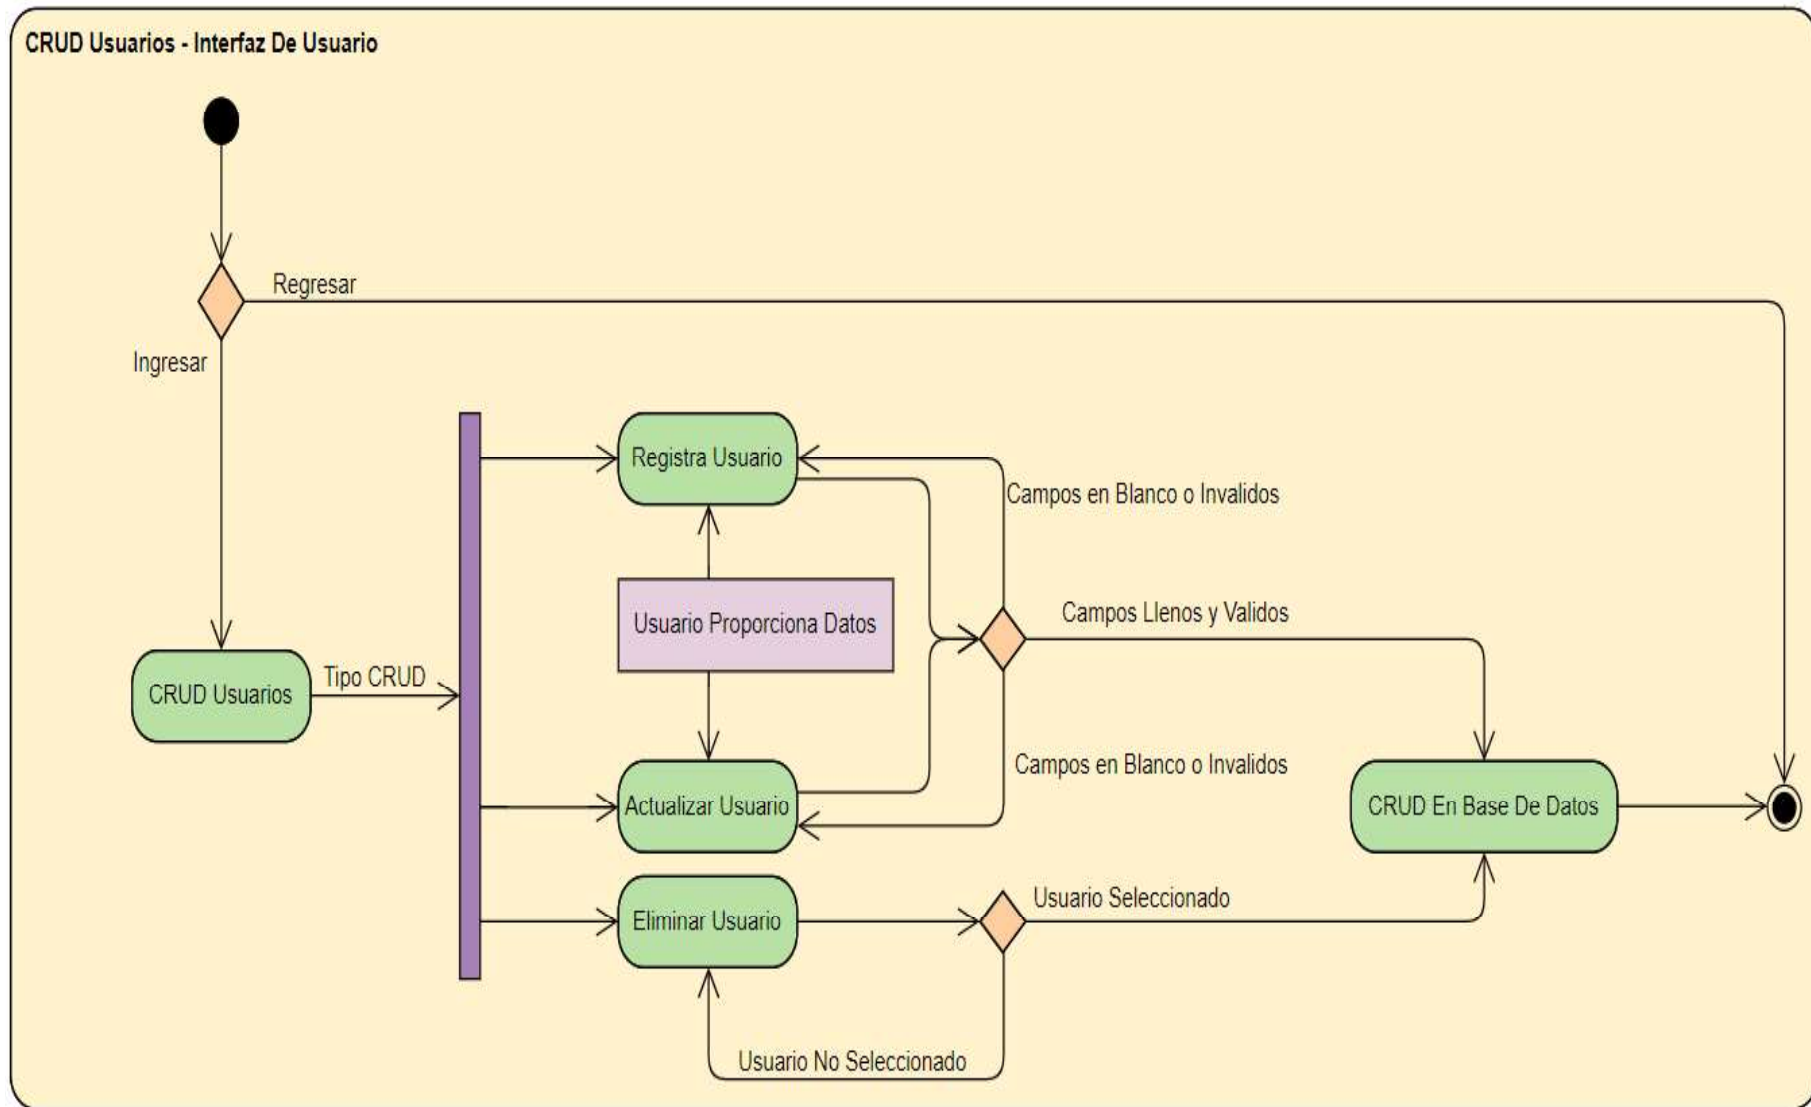 CRUD Usuarios - Interfaz De Usuario
Regresar
Ingresar
Registra Usuario
Campos en Blanco o Invalidos
Usuario Proporciona Datos
Campos Llenos y Validos
CRUD Usuarios
Tipo CRUD
Campos en Blanco o Invalidos
Actualizar Usuario
CRUD En Base De Datos
Eliminar Usuario
Usuario Seleccionado
Usuario No Seleccionado